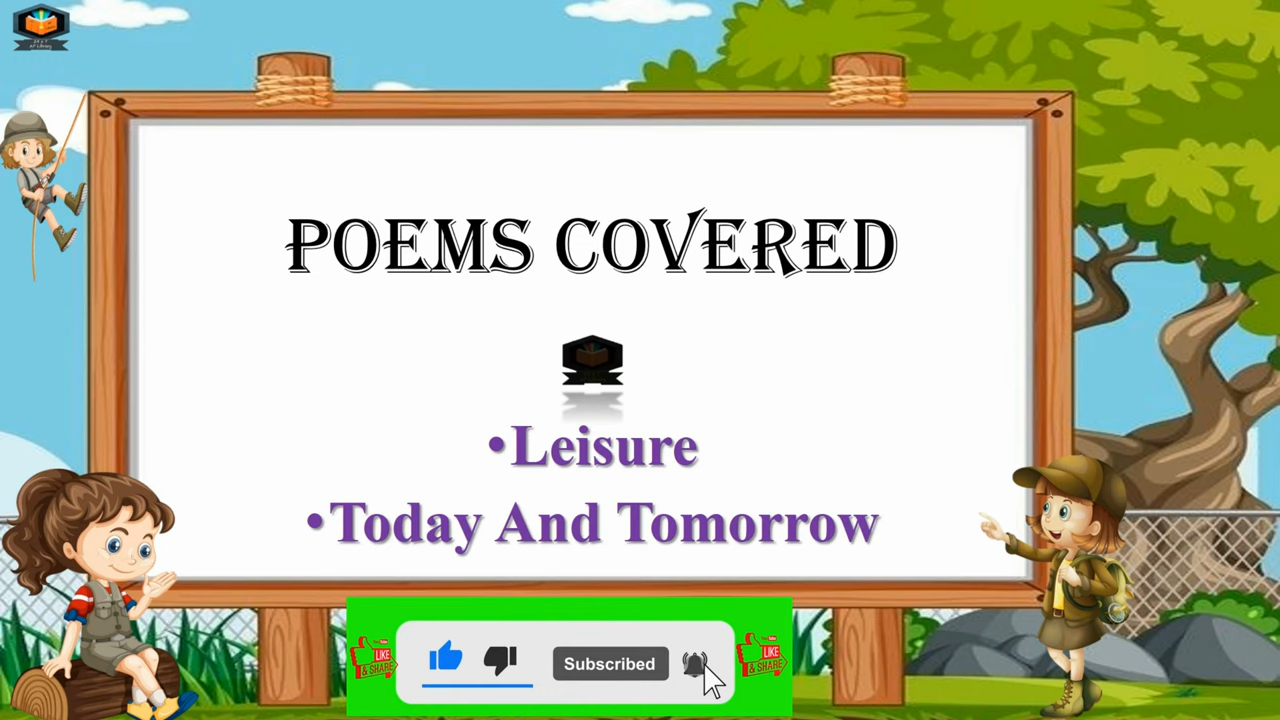 POEMS COVERED
•Leisure
•Today And Tomorrow
LIKE
& SHARE
Subscribed
LIKE
& SHARE